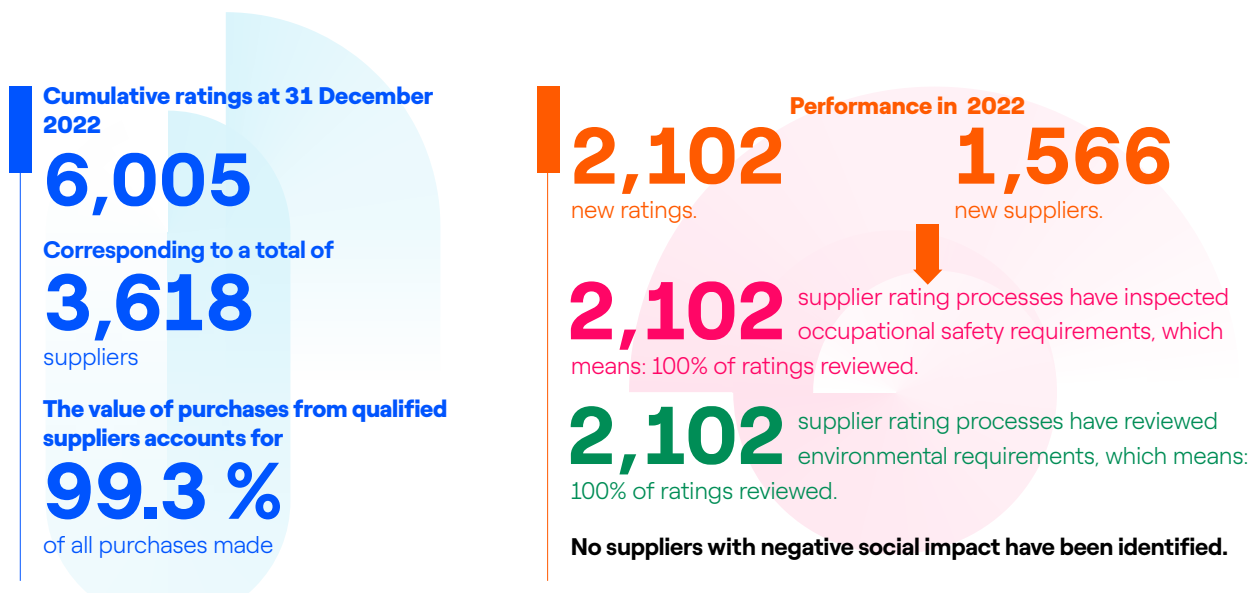 Cumulative ratings at 31 December
2022
6,005
Corresponding to a total of
3,618
suppliers
The value of purchases from qualified
suppliers accounts for
99.3 %
of all purchases made
Performance in 2022
2,102
new ratings.
1,566
new suppliers.
2,102 supplier rating processes have inspected
occupational safety requirements, which
means: 100% of ratings reviewed.
2,102 supplier rating processes have reviewed
environmental requirements, which means:
100% of ratings reviewed.
No suppliers with negative social impact have been identified.